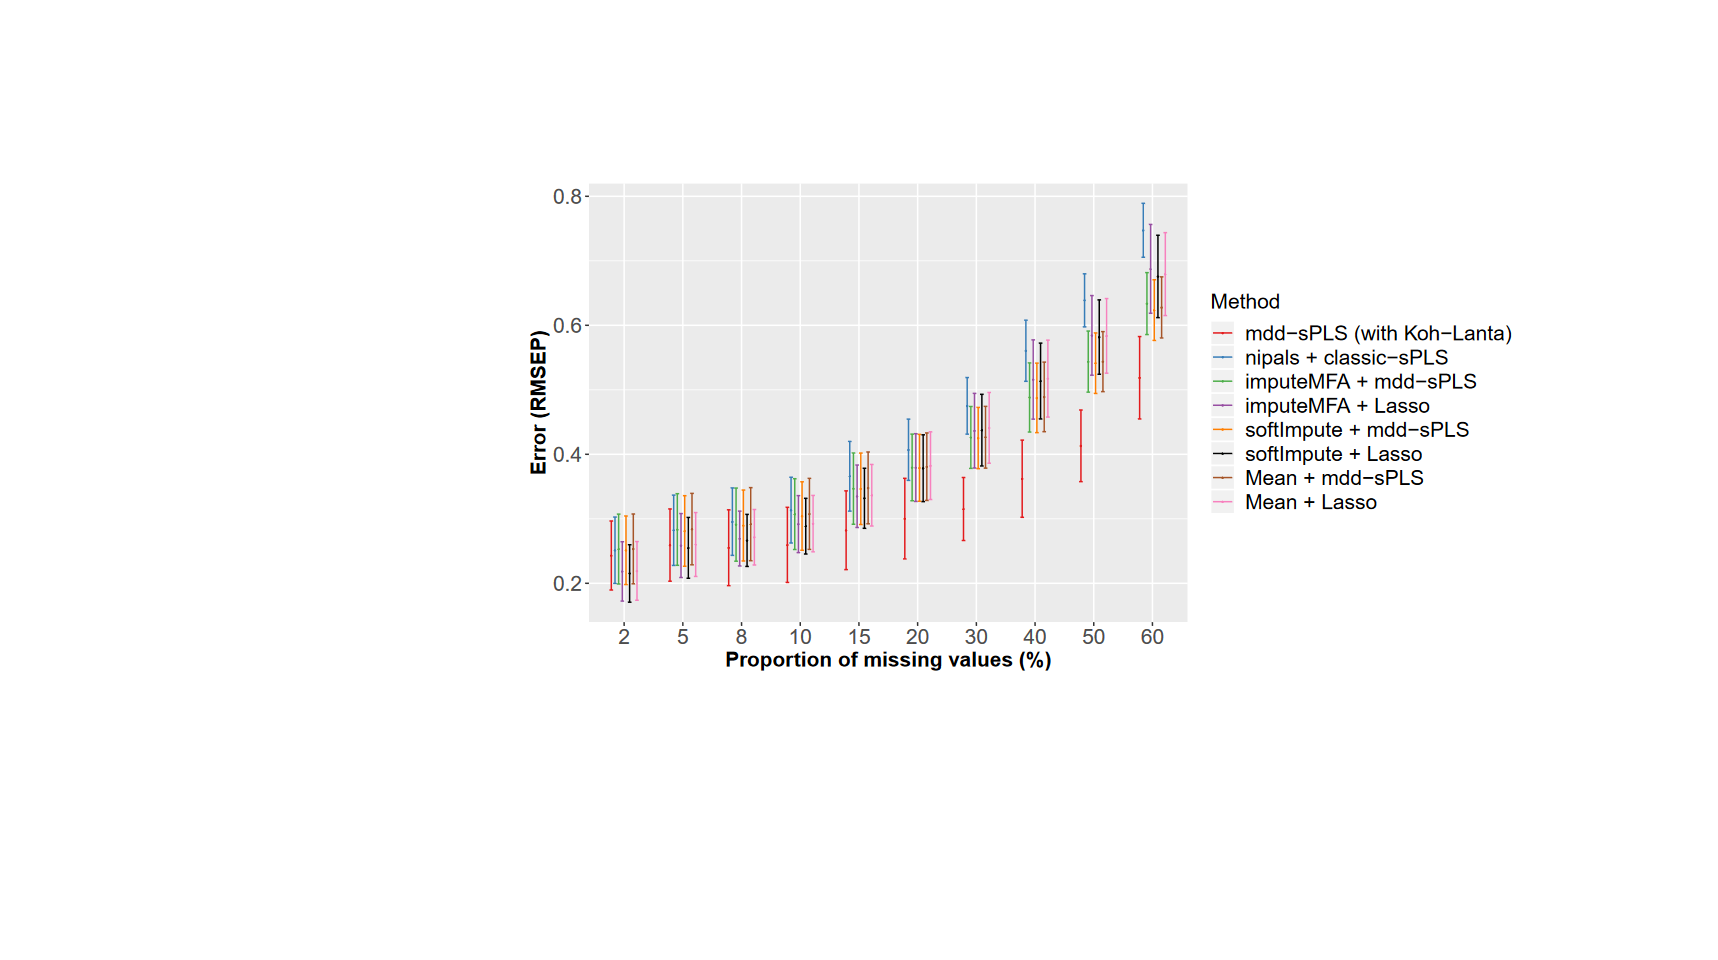 0.8
0.6
0.4
0.2
Error (RMSEP)
2 5 8 10 15 20 30 40 50 60
Proportion of missing values (%)
Method
mdd−sPLS (with Koh−Lanta)
nipals + classic−sPLS
imputeMFA + mdd−sPLS
imputeMFA + Lasso
softImpute + mdd−sPLS
softImpute + Lasso
Mean + mdd−sPLS
Mean + Lasso